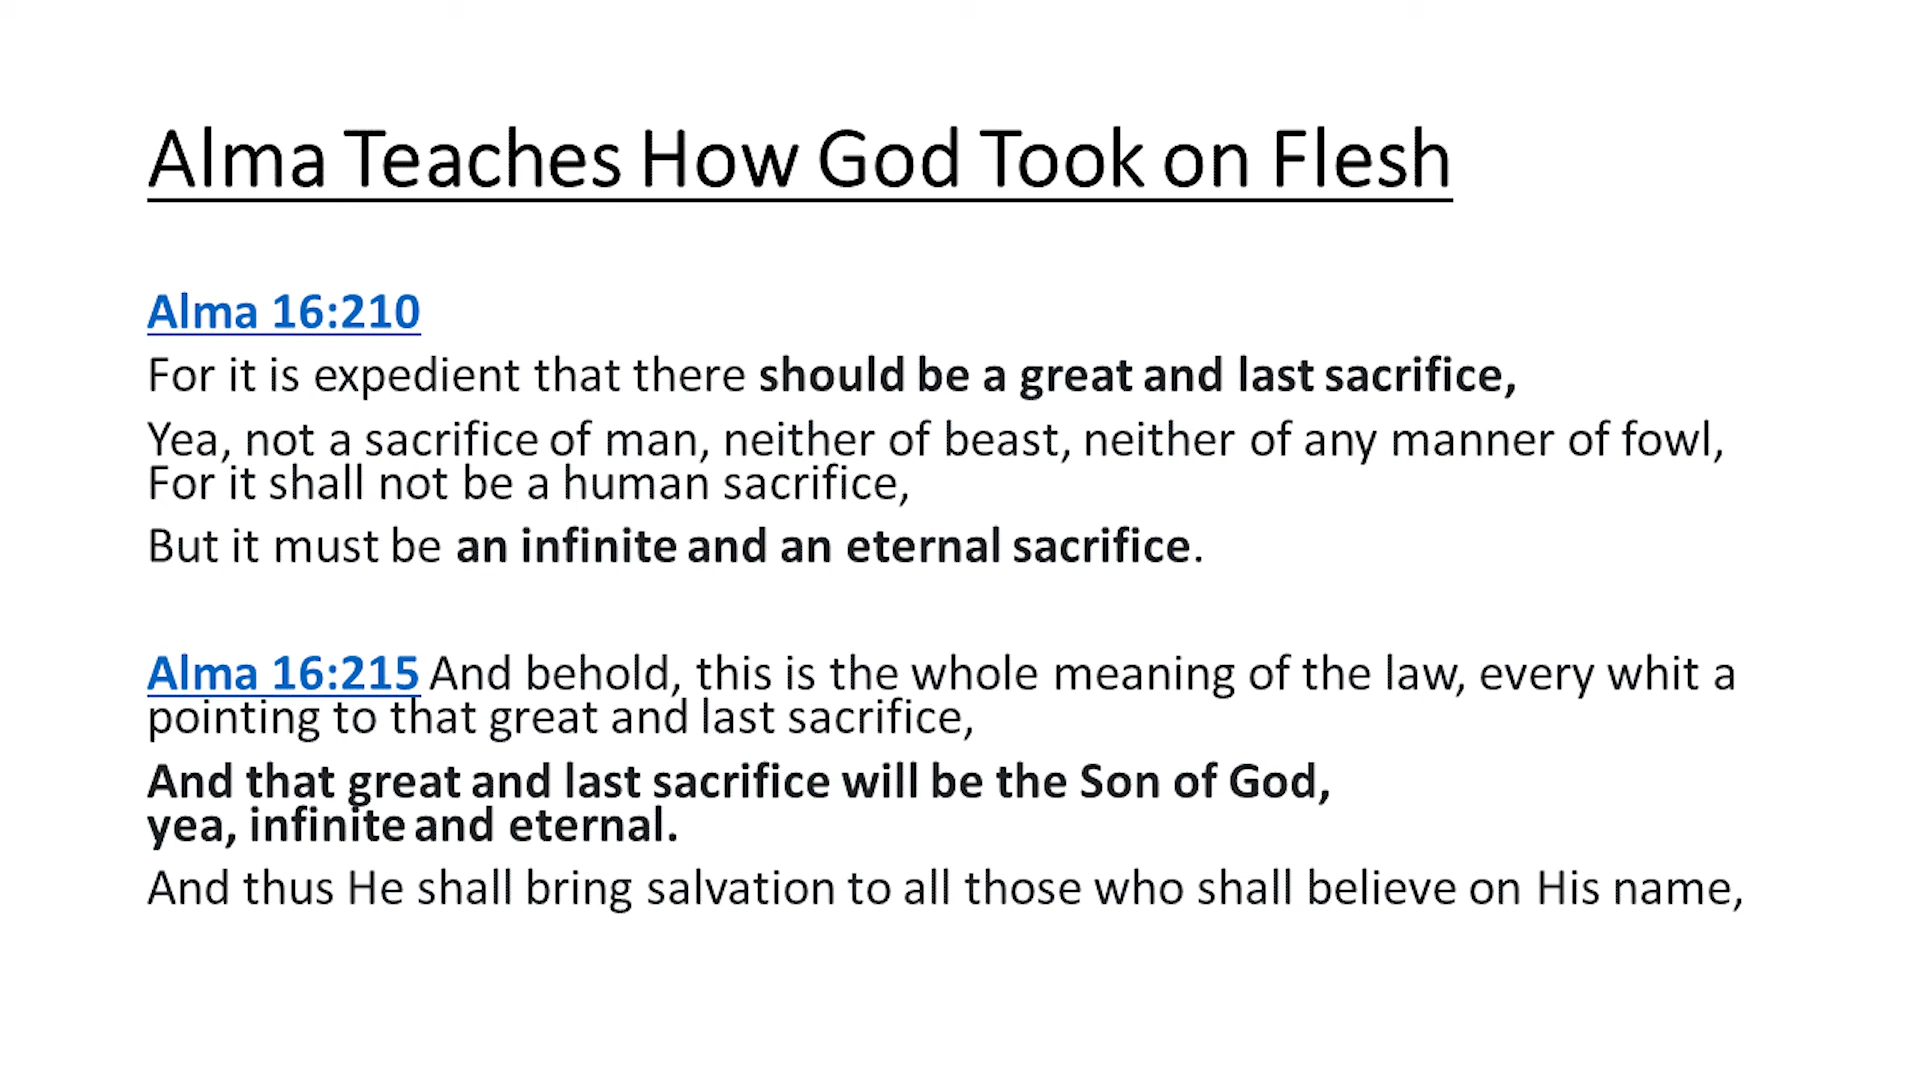 Alma Teaches How God Took on Flesh
Alma 16:210
For it is expedient that there should be a great and last sacrifice,
Yea, not a sacrifice of man, neither of beast, neither of any manner of fowl,
For it shall not be a human sacrifice,
But it must be an infinite and an eternal sacrifice.
Alma 16:215 And behold, this is the whole meaning of the law, every whit a
pointing to that great and last sacrifice,
And that great and last sacrifice will be the Son of God,
yea, infinite and eternal.
And thus He shall bring salvation to all those who shall believe on His name,